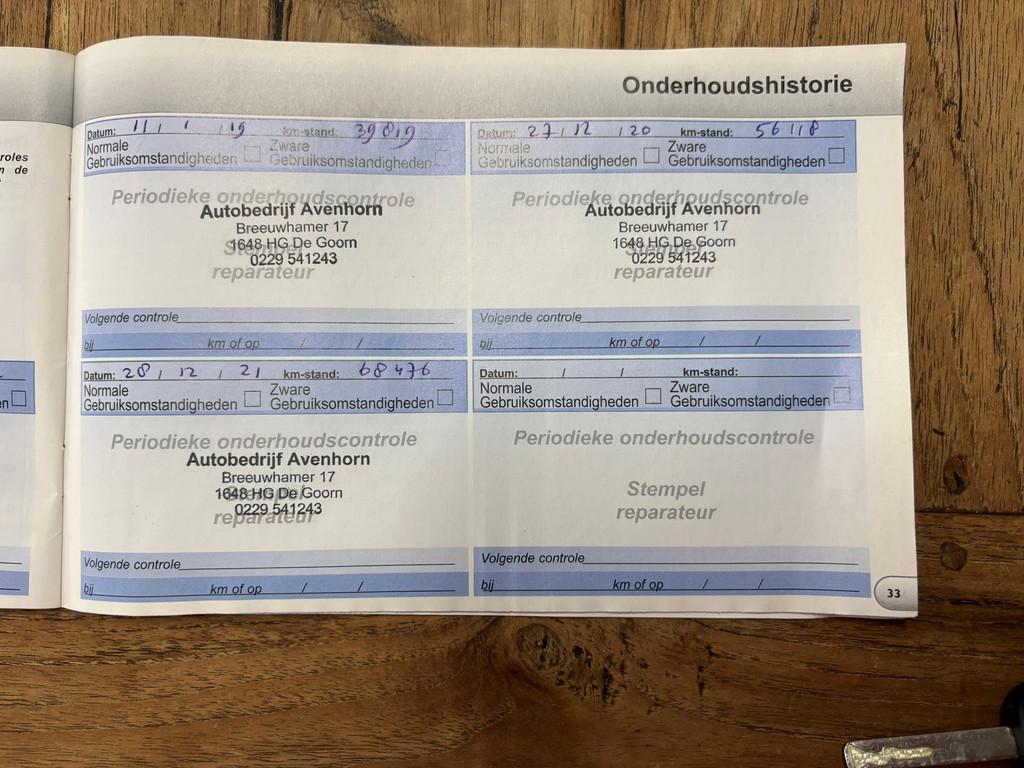 Onderhoudshistorie
roles
n de
en
Datum: 11 / 1 / 19 km-stand: 39819
Normale Gebruiksomstandigheden
Zware Gebruiksomstandigheden
Periodieke onderhoudscontrole
Autobedrijf Avenhorn
Breeuwhamer 17
1648 HG De Goorn
Stempel
0229 541243
reparateur
Volgende controle
bij km of op / /
Datum: 27 / 12 / 20 km-stand: 56118
Normale Gebruiksomstandigheden
Zware Gebruiksomstandigheden
Periodieke onderhoudscontrole
Autobedrijf Avenhorn
Breeuwhamer 17
1648 HG De Goorn
Stempel
0229 541243
reparateur
Volgende controle
bij km of op / /
Datum: 28 / 12 / 21 km-stand: 68476
Normale Gebruiksomstandigheden
Zware Gebruiksomstandigheden
Periodieke onderhoudscontrole
Autobedrijf Avenhorn
Breeuwhamer 17
1648 HG De Goorn
Stempel
0229 541243
reparateur
Volgende controle
bij km of op / /
Datum: / / km-stand:
Normale Gebruiksomstandigheden
Zware Gebruiksomstandigheden
Periodieke onderhoudscontrole
Stempel
reparateur
Volgende controle
bij km of op / /
33